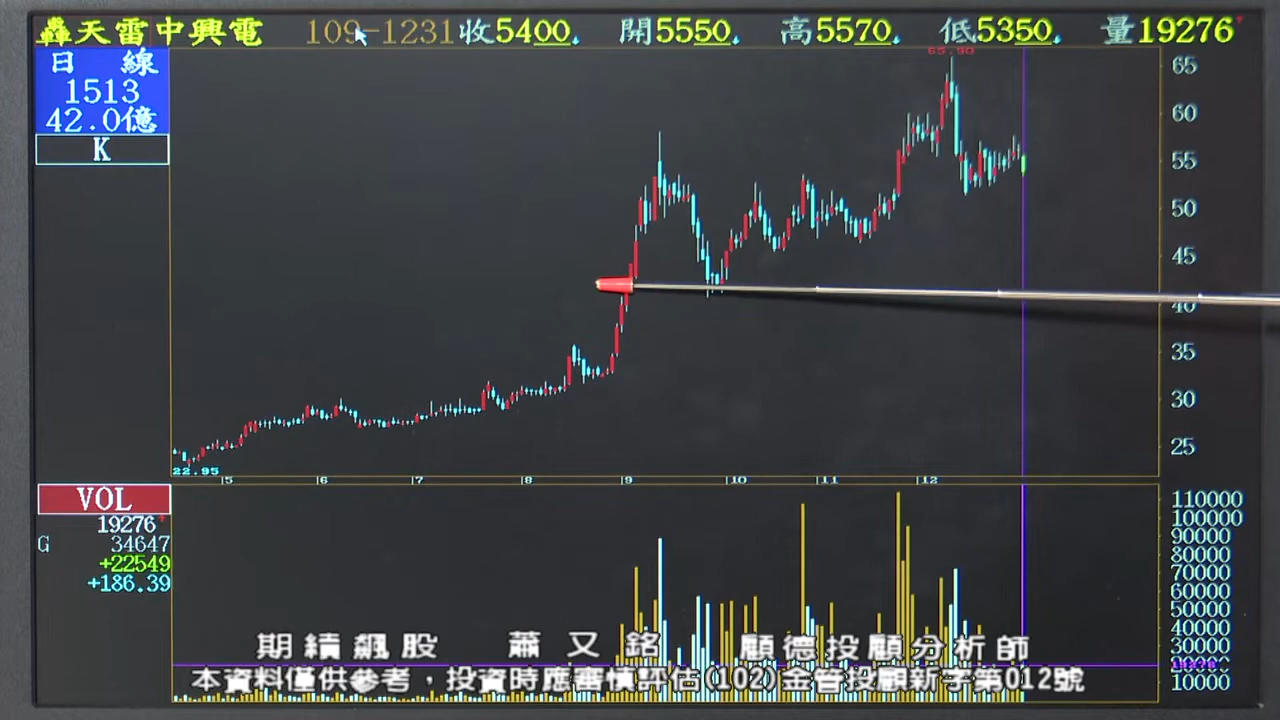 轟天雷中興電 109-1231 收5400 開5550 高5570 低5350 量19276
日 線
1513
42.0億
K
65.90
65
60
55
50
45
40
35
30
25
22.95
5 6 7 8 9 10 11 12
VOL
19276
G 34647
+22549
+186.39
110000
100000
90000
80000
70000
60000
50000
40000
30000
10000
期續飆股 蕭又銘 顧德投顧分析師
本資料僅供參考，投資時應審慎評估(102)金管投顧新字第012號